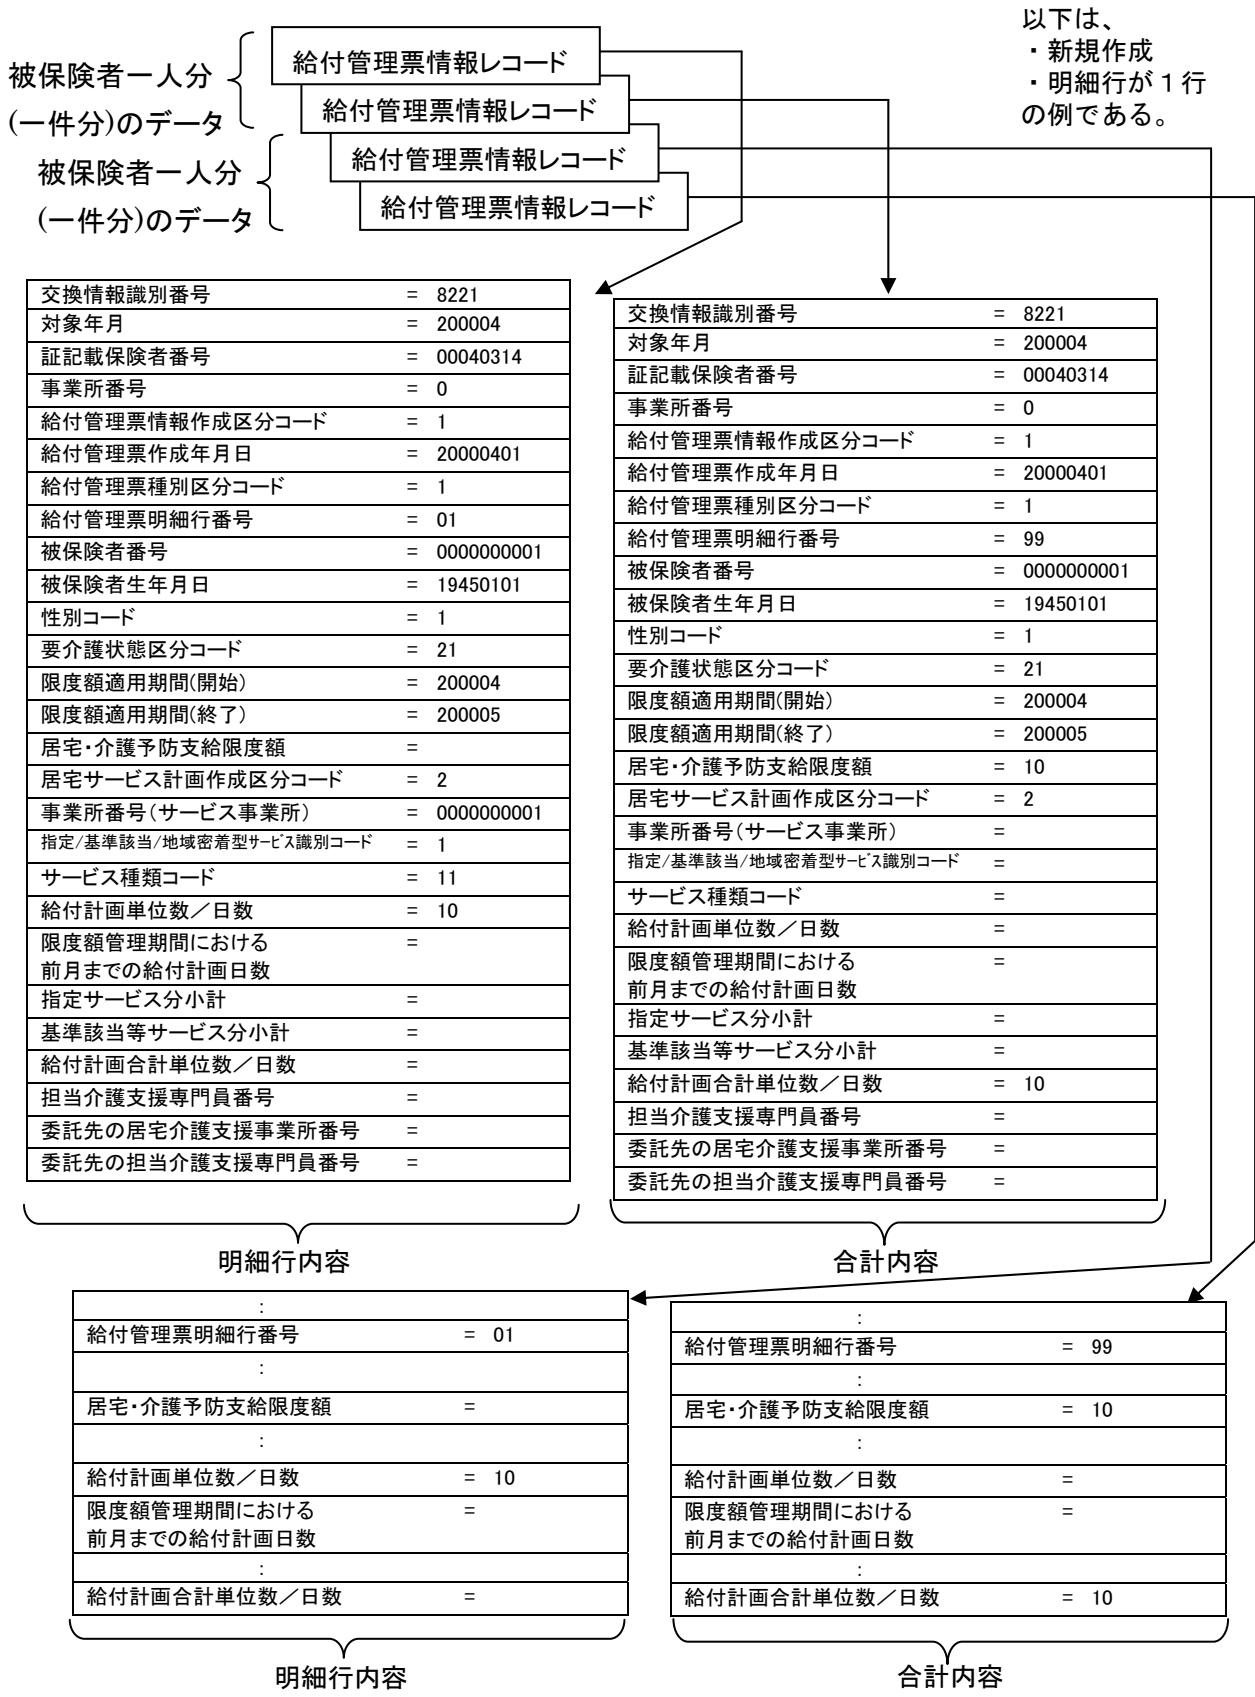 以下は、
・新規作成
・明細行が１行
の例である。
被保険者一人分
(一件分)のデータ
被保険者一人分
(一件分)のデータ
給付管理票情報レコード
給付管理票情報レコード
給付管理票情報レコード
給付管理票情報レコード
交換情報識別番号 = 8221
対象年月 = 200004
証記載保険者番号 = 00040314
事業所番号 = 0
給付管理票情報作成区分コード = 1
給付管理票作成年月日 = 20000401
給付管理票種別区分コード = 1
給付管理票明細行番号 = 01
被保険者番号 = 0000000001
被保険者生年月日 = 19450101
性別コード = 1
要介護状態区分コード = 21
限度額適用期間(開始) = 200004
限度額適用期間(終了) = 200005
居宅・介護予防支給限度額 =
居宅サービス計画作成区分コード = 2
事業所番号(サービス事業所) = 0000000001
指定/基準該当/地域密着型ｻｰﾋﾞｽ識別コード = 1
サービス種類コード = 11
給付計画単位数／日数 = 10
限度額管理期間における =
前月までの給付計画日数
指定サービス分小計 =
基準該当等サービス分小計 =
給付計画合計単位数／日数 =
担当介護支援専門員番号 =
委託先の居宅介護支援事業所番号 =
委託先の担当介護支援専門員番号 =
明細行内容
交換情報識別番号 = 8221
対象年月 = 200004
証記載保険者番号 = 00040314
事業所番号 = 0
給付管理票情報作成区分コード = 1
給付管理票作成年月日 = 20000401
給付管理票種別区分コード = 1
給付管理票明細行番号 = 99
被保険者番号 = 0000000001
被保険者生年月日 = 19450101
性別コード = 1
要介護状態区分コード = 21
限度額適用期間(開始) = 200004
限度額適用期間(終了) = 200005
居宅・介護予防支給限度額 = 10
居宅サービス計画作成区分コード = 2
事業所番号(サービス事業所) =
指定/基準該当/地域密着型ｻｰﾋﾞｽ識別コード =
サービス種類コード =
給付計画単位数／日数 =
限度額管理期間における =
前月までの給付計画日数
指定サービス分小計 =
基準該当等サービス分小計 =
給付計画合計単位数／日数 = 10
担当介護支援専門員番号 =
委託先の居宅介護支援事業所番号 =
委託先の担当介護支援専門員番号 =
合計内容
:
給付管理票明細行番号 = 01
:
居宅・介護予防支給限度額 =
:
給付計画単位数／日数 = 10
限度額管理期間における =
前月までの給付計画日数
:
給付計画合計単位数／日数 =
明細行内容
:
給付管理票明細行番号 = 99
:
居宅・介護予防支給限度額 = 10
:
給付計画単位数／日数 =
限度額管理期間における =
前月までの給付計画日数
:
給付計画合計単位数／日数 = 10
合計内容